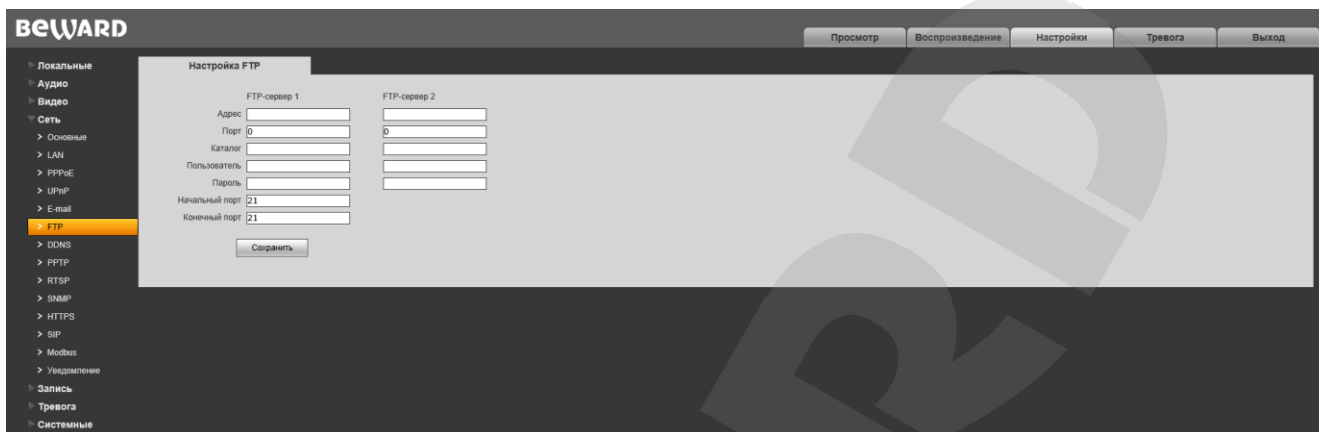 BEWARD
Просмотр Воспроизведение Настройки Тревога Выход
Локальные
Аудио
Видео
Сеть
Основные
LAN
PPPoE
UPnP
E-mail
FTP
DDNS
PPTP
RTSP
SNMP
HTTPS
SIP
Modbus
Уведомление
Запись
Тревога
Системные
Настройка FTP
FTP-сервер 1 FTP-сервер 2
Адрес
Порт 0 0
Каталог
Пользователь
Пароль
Начальный порт 21
Конечный порт 21
Сохранить